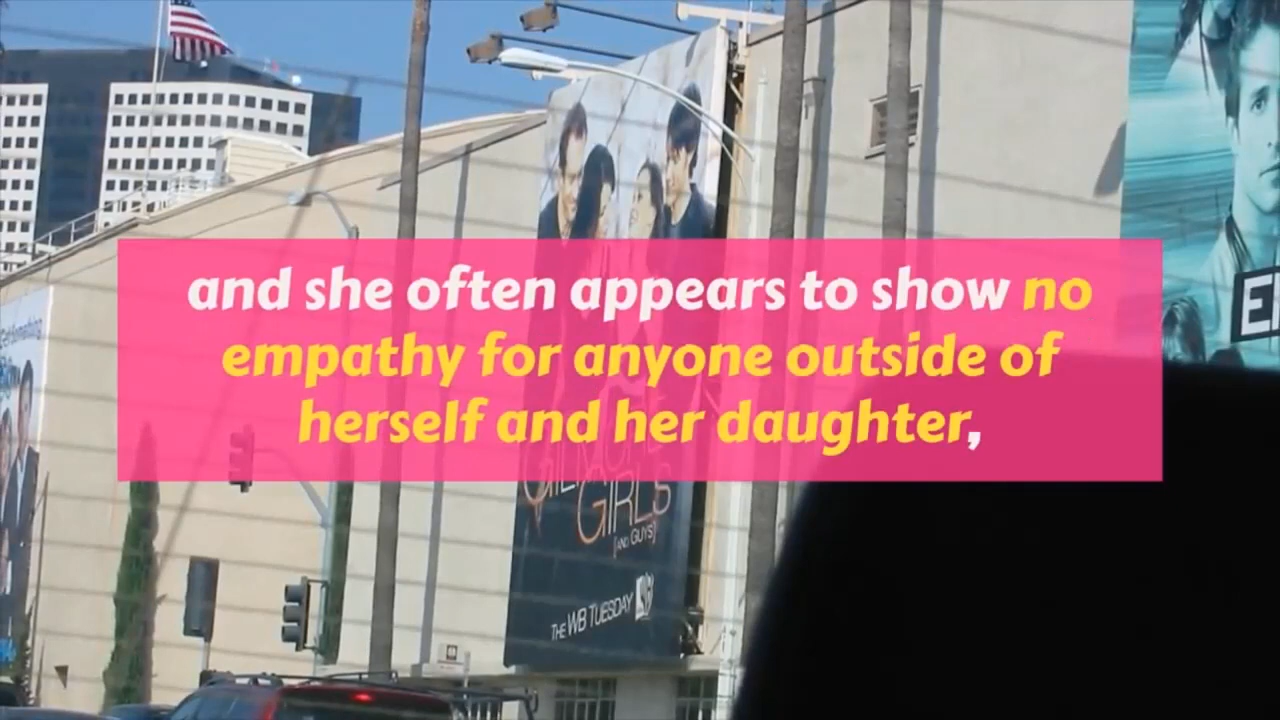 and she often appears to show no
empathy for anyone outside of
herself and her daughter,
GILMORE
GIRLS
[AND GUYS]
THE WB TUESDAY